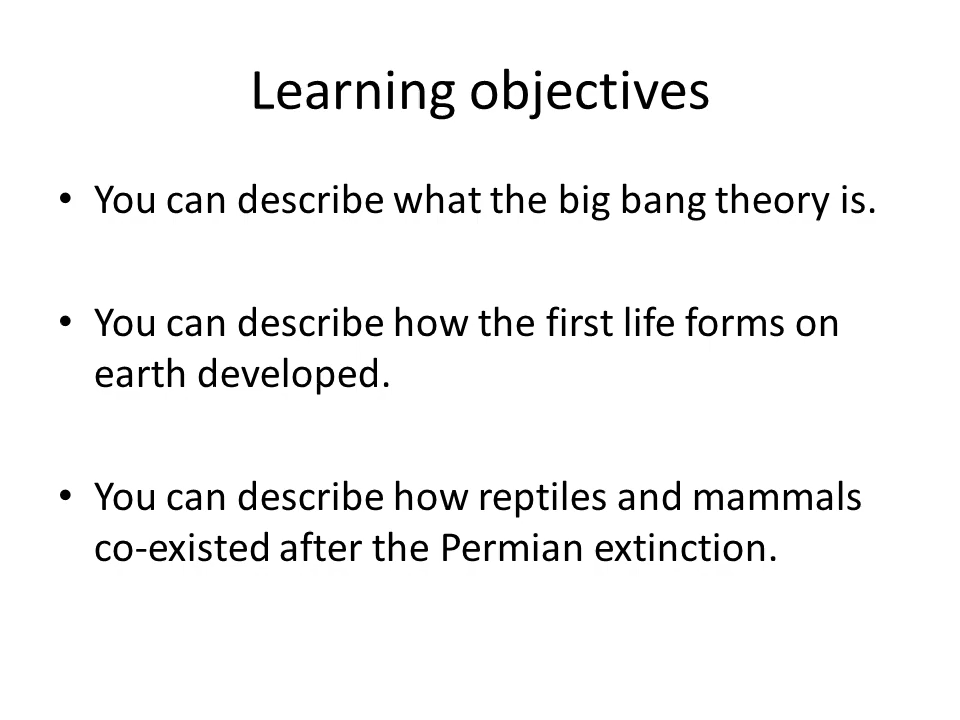 Learning objectives
• You can describe what the big bang theory is.
• You can describe how the first life forms on
earth developed.
• You can describe how reptiles and mammals
co-existed after the Permian extinction.